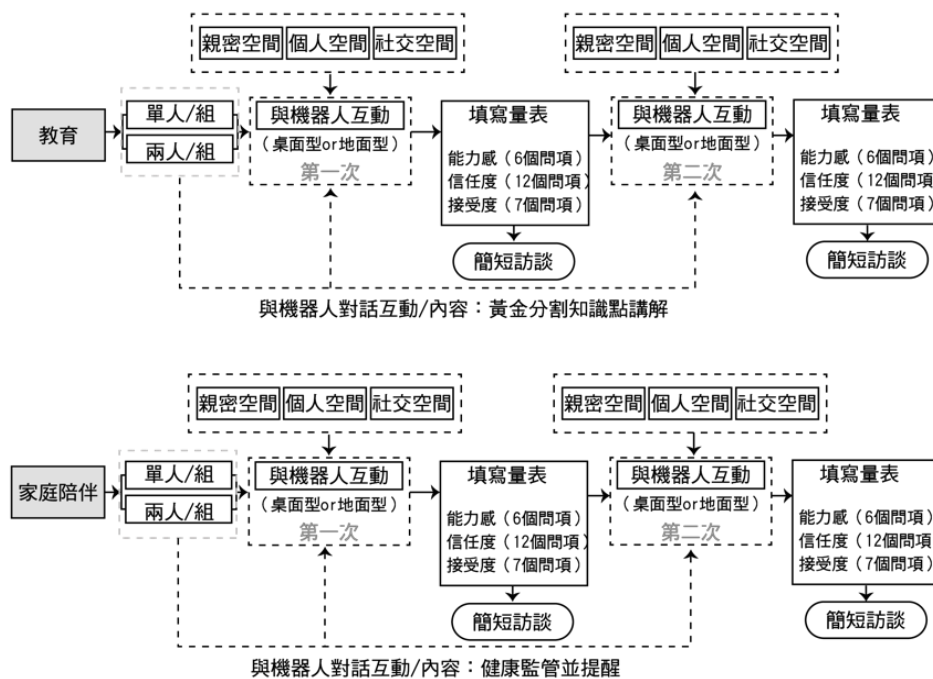 親密空間 個人空間 社交空間
親密空間 個人空間 社交空間
教育
單人/組
兩人/組
與機器人互動
(桌面型or地面型)
第一次
填寫量表
能力感(6個問項)
信任度(12個問項)
接受度(7個問項)
簡短訪談
與機器人互動
(桌面型or地面型)
第二次
填寫量表
能力感(6個問項)
信任度(12個問項)
接受度(7個問項)
簡短訪談
與機器人對話互動/內容:黃金分割知識點講解
親密空間 個人空間 社交空間
親密空間 個人空間 社交空間
家庭陪伴
單人/組
兩人/組
與機器人互動
(桌面型or地面型)
第一次
填寫量表
能力感(6個問項)
信任度(12個問項)
接受度(7個問項)
簡短訪談
與機器人互動
(桌面型or地面型)
第二次
填寫量表
能力感(6個問項)
信任度(12個問項)
接受度(7個問項)
簡短訪談
與機器人對話互動/內容:健康監管並提醒